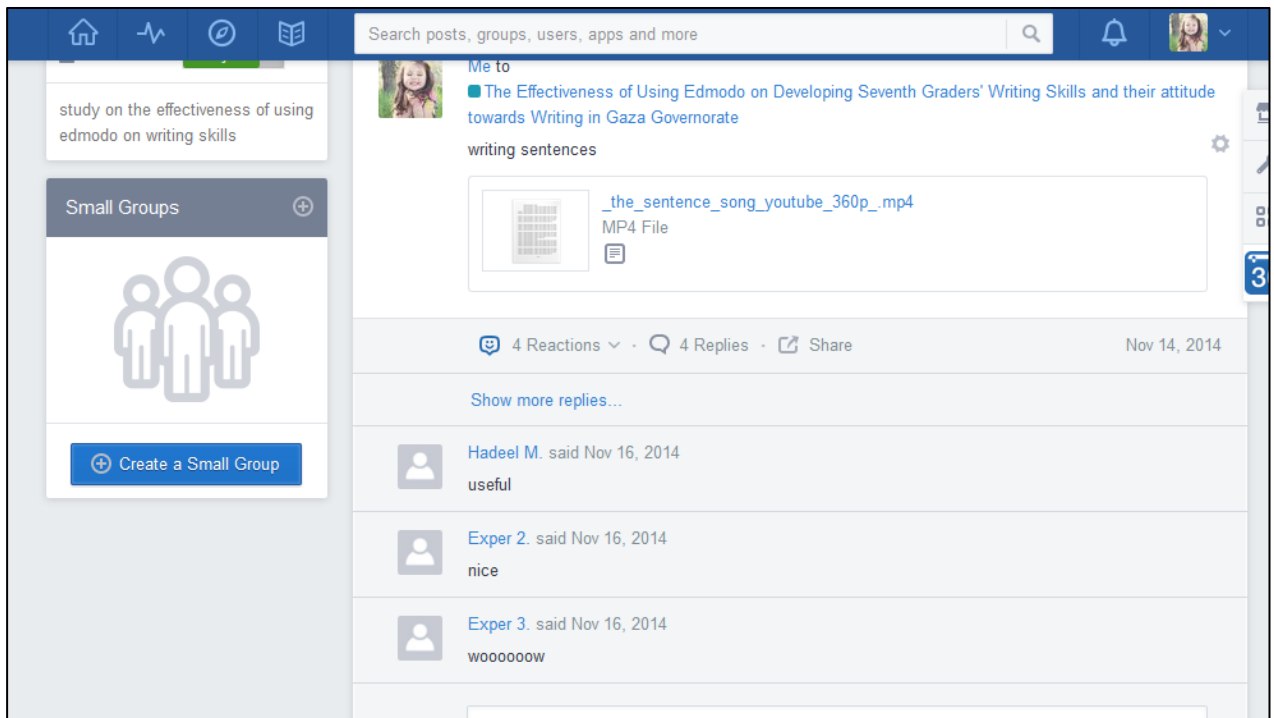 Search posts, groups, users, apps and more
study on the effectiveness of using
edmodo on writing skills
Small Groups
Create a Small Group
Me to
The Effectiveness of Using Edmodo on Developing Seventh Graders' Writing Skills and their attitude
towards Writing in Gaza Governorate
writing sentences
_the_sentence_song_youtube_360p_.mp4
MP4 File
4 Reactions · 4 Replies · Share Nov 14, 2014
Show more replies...
Hadeel M. said Nov 16, 2014
useful
Exper 2. said Nov 16, 2014
nice
Exper 3. said Nov 16, 2014
woooooow